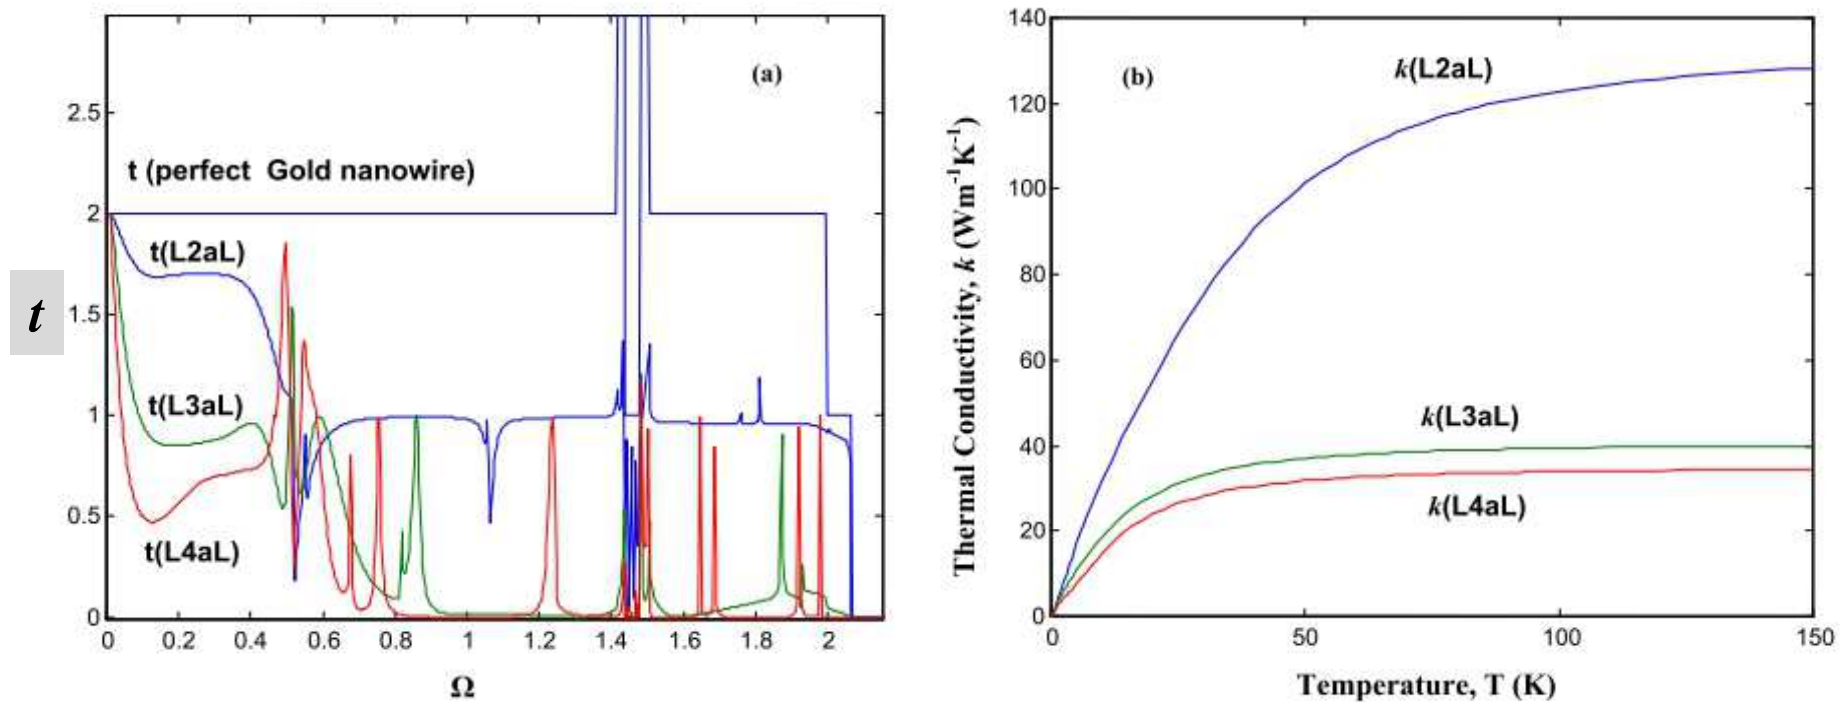 (a)
2.5
t (perfect Gold nanowire)
2
t(L2aL)
1.5
t
t(L3aL)
1
t(L4aL)
0.5
0
0 0.2 0.4 0.6 0.8 1 1.2 1.4 1.6 1.8 2
Ω
140
(b)
k(L2aL)
120
100
80
60
k(L3aL)
40
k(L4aL)
20
0
Thermal Conductivity, k (Wm⁻¹K⁻¹)
0 50 100 150
Temperature, T (K)